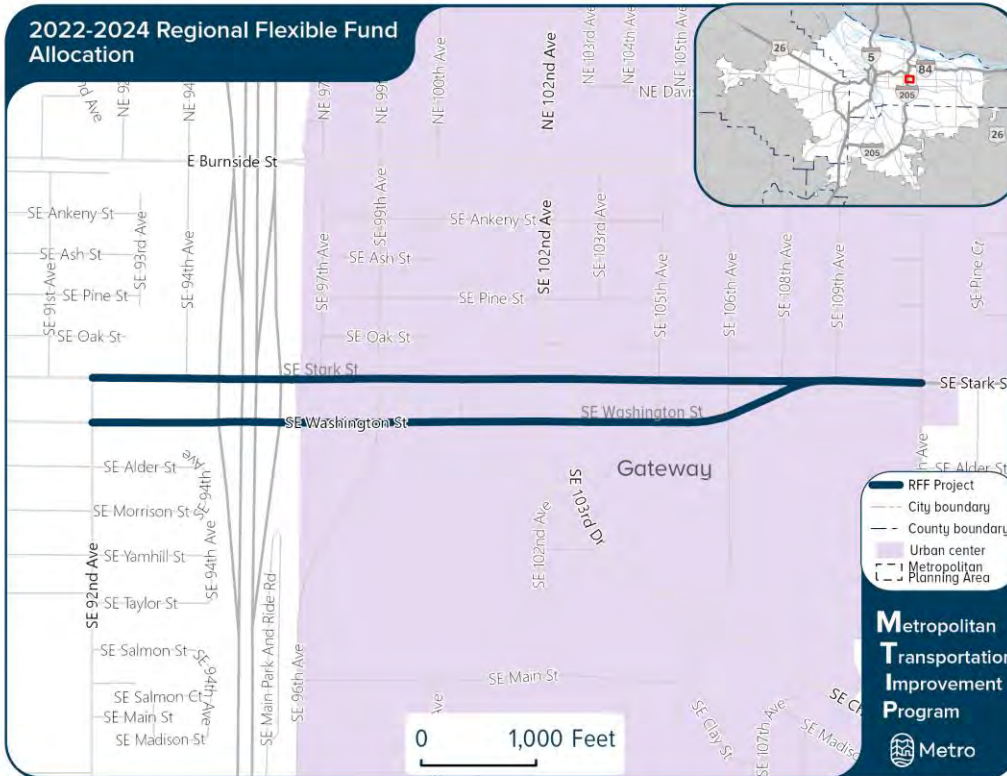 2022-2024 Regional Flexible Fund
Allocation
26
5
84
205
26
205
nd Ave
NE 92
NE 94
NE 97
NE 99
NE 100th Ave
NE 102nd Ave
NE 103rd Ave
NE 104th Ave
NE 105th Ave
NE Davis
E Burnside St
SE Ankeny St
SE Ash St
SE Pine St
SE Oak St
SE 91st Ave
SE 93rd Ave
SE 94th Ave
SE 97th Ave
SE 99th Ave
SE Ankeny St
SE Ash St
SE Pine St
SE Oak St
SE 102nd Ave
SE 103rd Ave
SE 105th Ave
SE 106th Ave
SE 108th Ave
SE 109th Ave
SE Pine Ct
SE Stark St
SE Stark S
SE Washington St
SE Washington St
SE Alder St
SE Morrison St
SE Yamhill St
SE Taylor St
SE Salmon St
SE Salmon Ct
SE Main St
SE Madison St
SE 92nd Ave
SE 94th Ave
SE 94th Ave
SE 94th Ave
SE Main Park And Ride Rd
SE 96th Ave
Gateway
SE 103rd Dr
SE 102nd Ave
SE Main St
Ave
SE Clay St
SE 107th Ave
SE Madiso
SE Ch
h Ave
SE Alder S
RFF Project
City boundary
County boundary
Urban center
Metropolitan
Planning Area
0 1,000 Feet
Metropolitan
Transportation
Improvement
Program
Metro